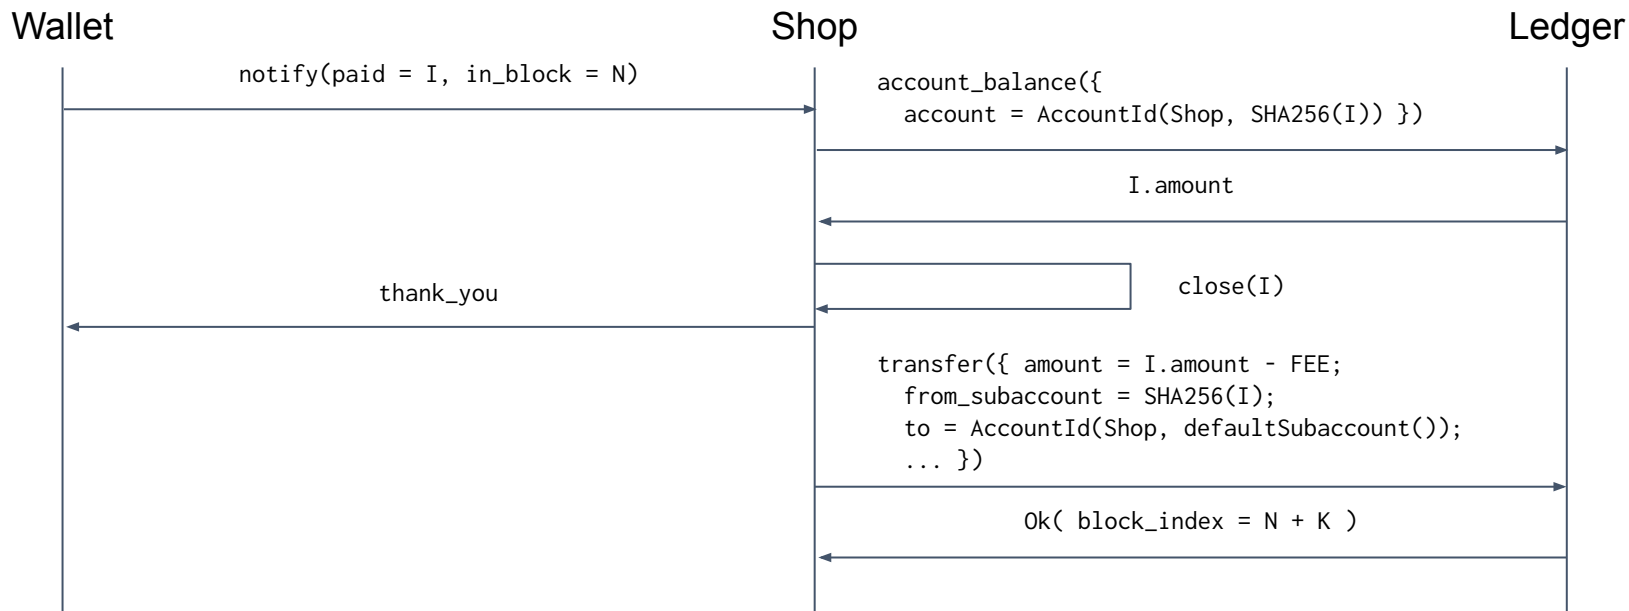 Wallet
Shop
Ledger
notify(paid = I, in_block = N)
account_balance({
account = AccountId(Shop, SHA256(I)) })
I.amount
close(I)
thank_you
transfer({ amount = I.amount - FEE;
from_subaccount = SHA256(I);
to = AccountId(Shop, defaultSubaccount());
... })
Ok( block_index = N + K )